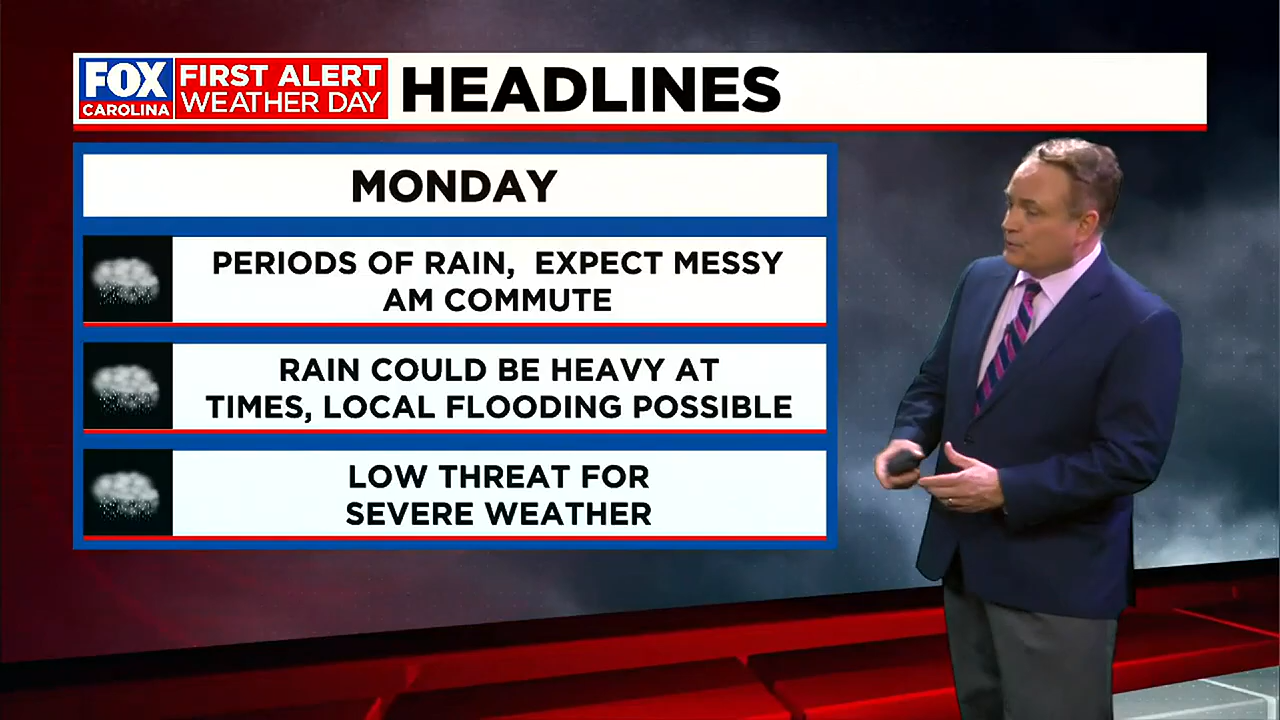 FOX
CAROLINA
FIRST ALERT
WEATHER DAY
HEADLINES
MONDAY
PERIODS OF RAIN,  EXPECT MESSY
AM COMMUTE
RAIN COULD BE HEAVY AT
TIMES, LOCAL FLOODING POSSIBLE
LOW THREAT FOR
SEVERE WEATHER